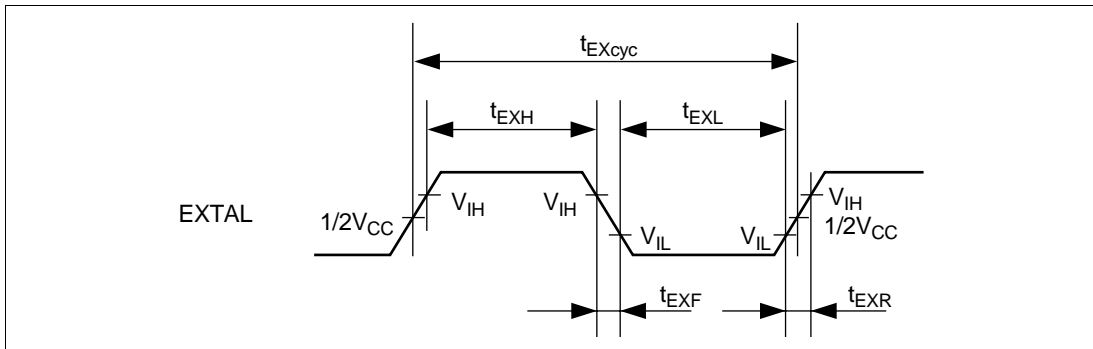 tEXcyc
tEXH
tEXL
EXTAL
1/2VCC
VIH
VIH
VIL
VIL
VIH
1/2VCC
tEXF
tEXR